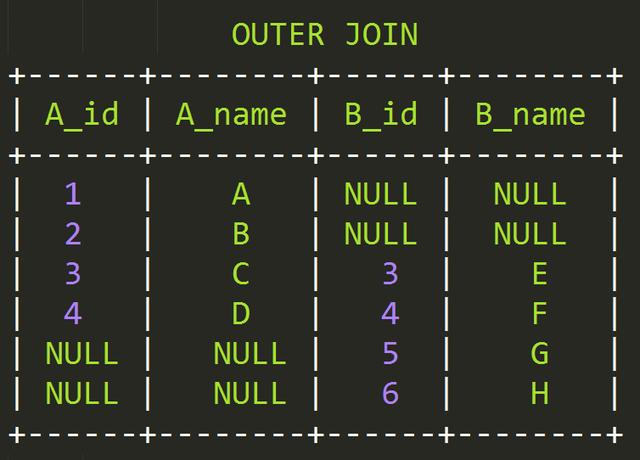 OUTER JOIN
+------+--------+------+--------+
| A_id | A_name | B_id | B_name |
+------+--------+------+--------+
|  1   |    A   | NULL |  NULL  |
|  2   |    B   | NULL |  NULL  |
|  3   |    C   |   3  |    E   |
|  4   |    D   |   4  |    F   |
| NULL |   NULL |   5  |    G   |
| NULL |   NULL |   6  |    H   |
+------+--------+------+--------+